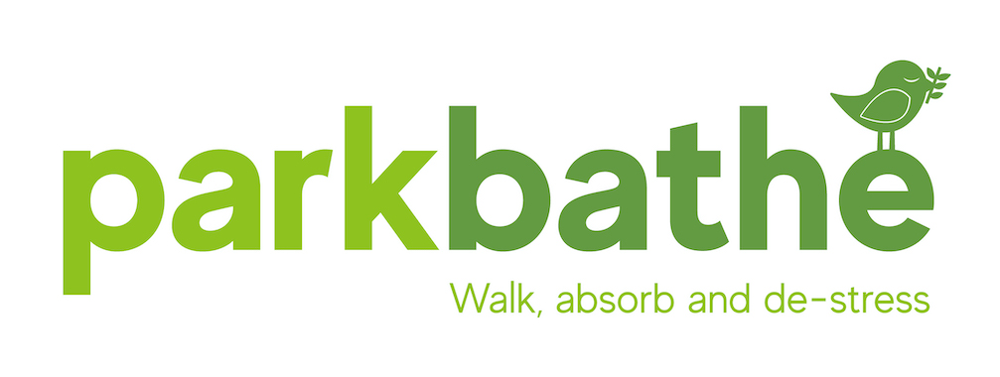 parkbathe
Walk, absorb and de-stress